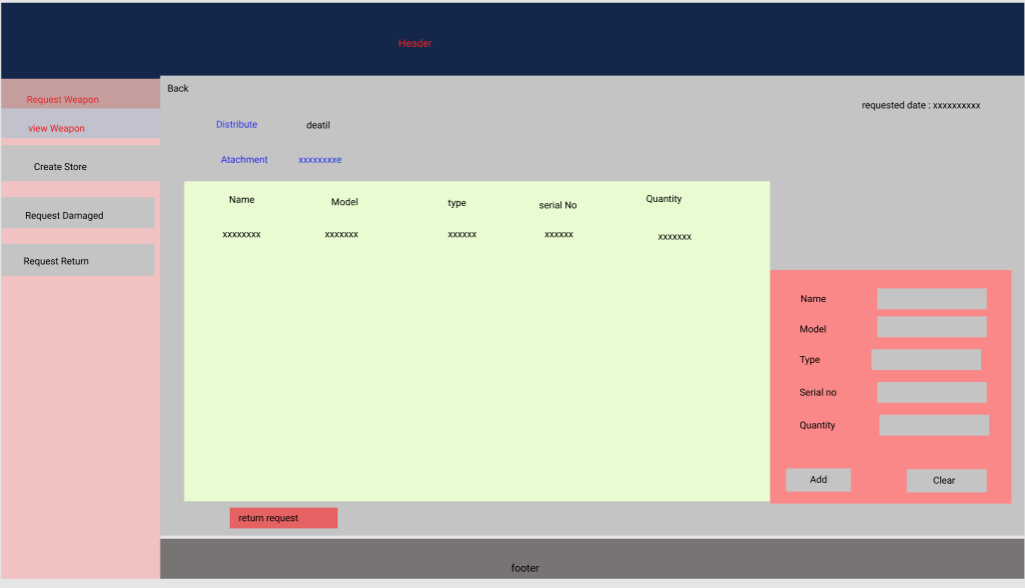 Header
Request Weapon
view Weapon
Create Store
Request Damaged
Request Return
Back
requested date : xxxxxxxxxx
Distribute deatil
Atachment xxxxxxxxe
Name Model type serial No Quantity
xxxxxxxx xxxxxxx xxxxxx xxxxxx xxxxxxx
Name
Model
Type
Serial no
Quantity
Add Clear
return request
footer